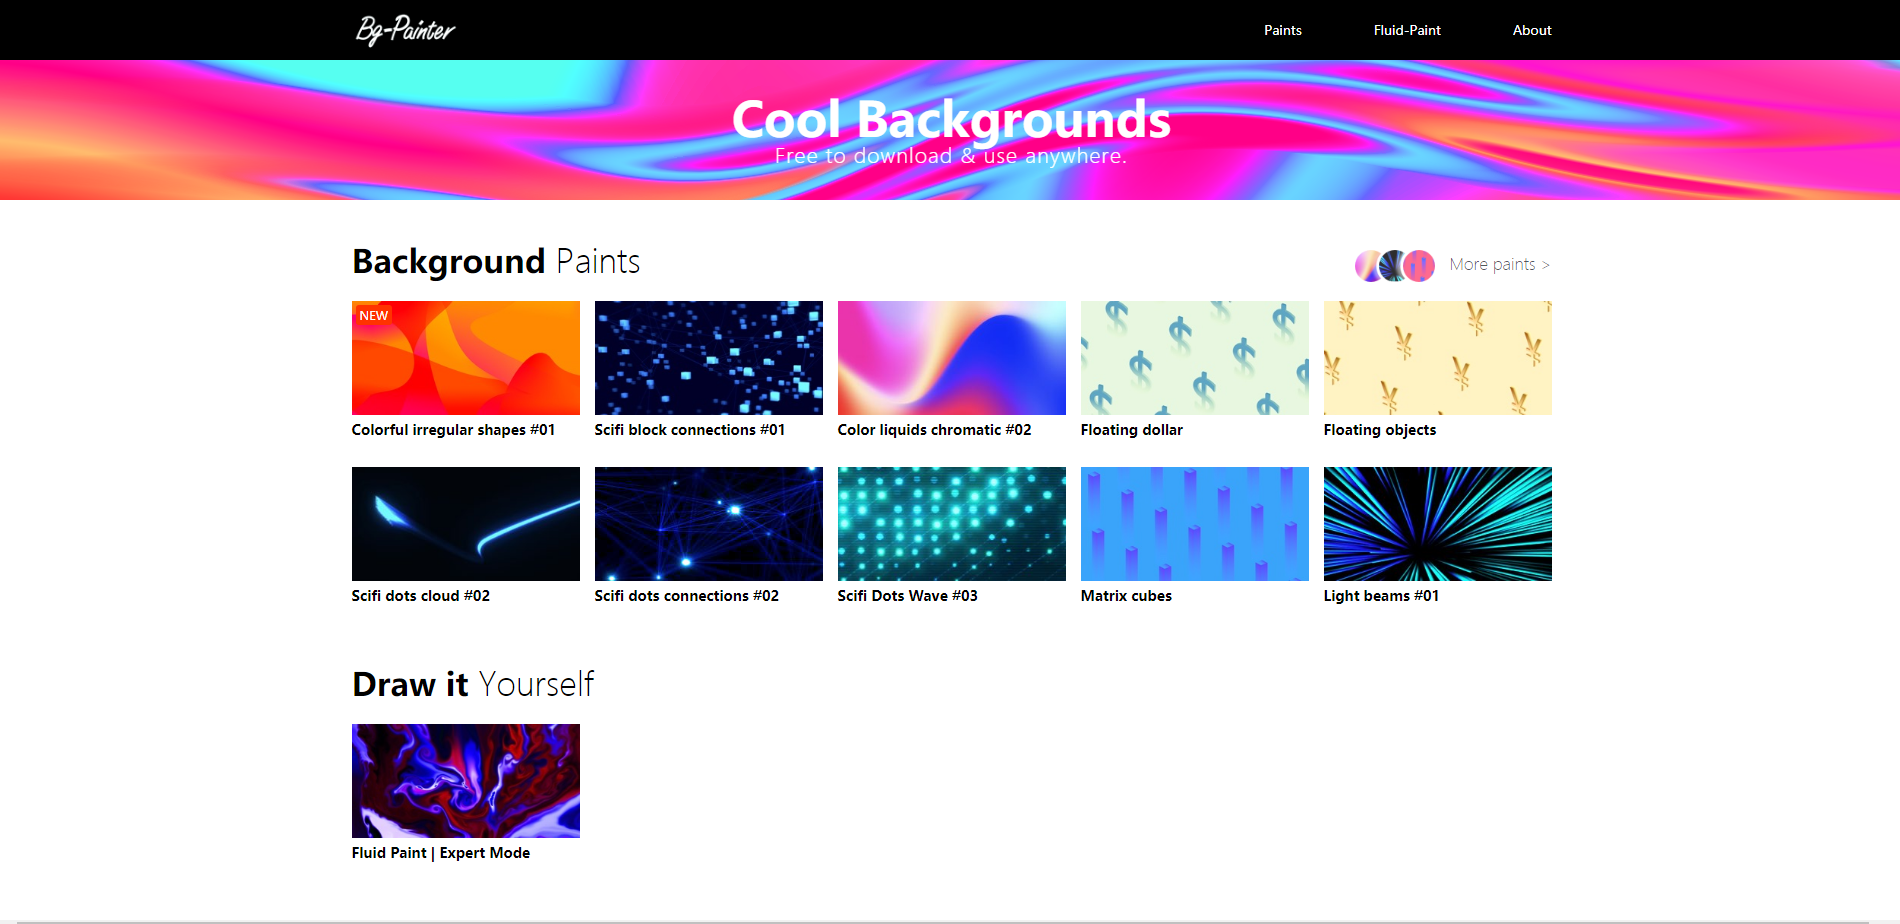 Bg-Painter
Paints
Fluid-Paint
About
Cool Backgrounds
Free to download & use anywhere.
Background Paints
More paints >
NEW
Colorful irregular shapes #01
Scifi block connections #01
Color liquids chromatic #02
Floating dollar
Floating objects
Scifi dots cloud #02
Scifi dots connections #02
Scifi Dots Wave #03
Matrix cubes
Light beams #01
Draw it Yourself
Fluid Paint | Expert Mode